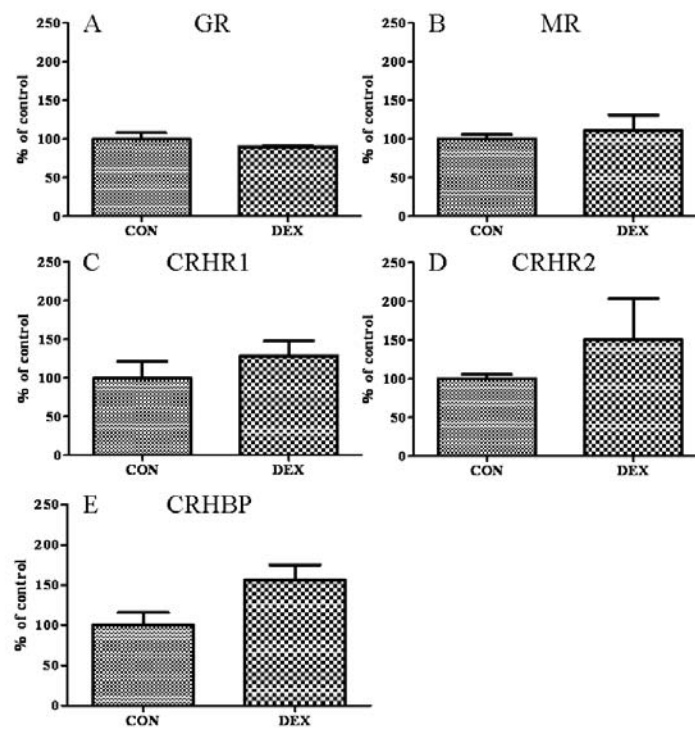 A GR
250
200
150
100
50
0
% of control
CON DEX
B MR
250
200
150
100
50
0
% of control
CON DEX
C CRHR1
250
200
150
100
50
0
% of control
CON DEX
D CRHR2
250
200
150
100
50
0
% of control
CON DEX
E CRHBP
250
200
150
100
50
0
% of control
CON DEX